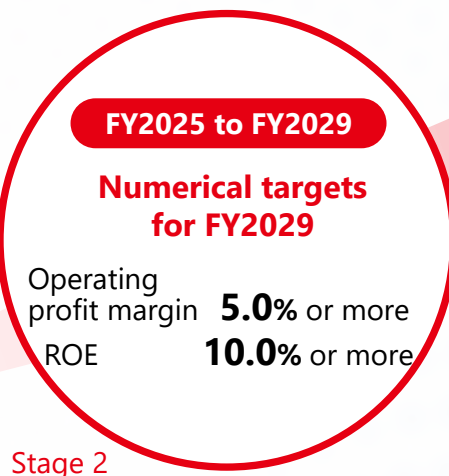 FY2025 to FY2029
Numerical targets
for FY2029
Operating
profit margin 5.0% or more
ROE 10.0% or more
Stage 2